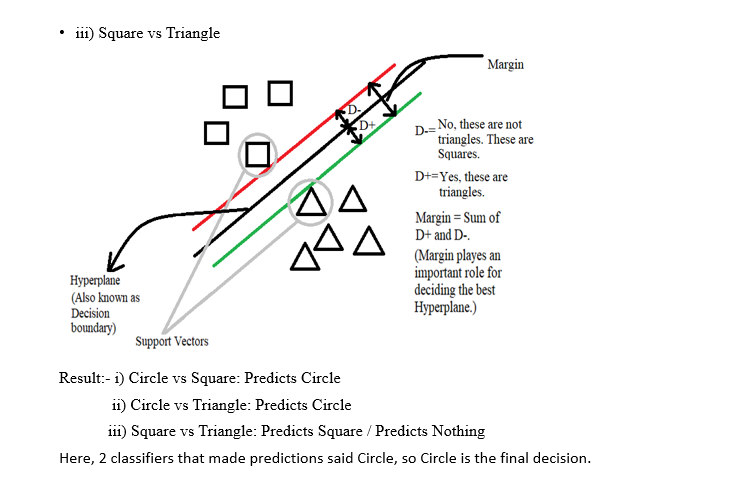 • iii) Square vs Triangle
Margin
D-
D+
D-= No, these are not
triangles. These are
Squares.
D+=Yes, these are
triangles.
Margin = Sum of
D+ and D-.
(Margin playes an
important role for
deciding the best
Hyperplane.)
Hyperplane
(Also known as
Decision
boundary)
Support Vectors
Result:- i) Circle vs Square: Predicts Circle
ii) Circle vs Triangle: Predicts Circle
iii) Square vs Triangle: Predicts Square / Predicts Nothing
Here, 2 classifiers that made predictions said Circle, so Circle is the final decision.